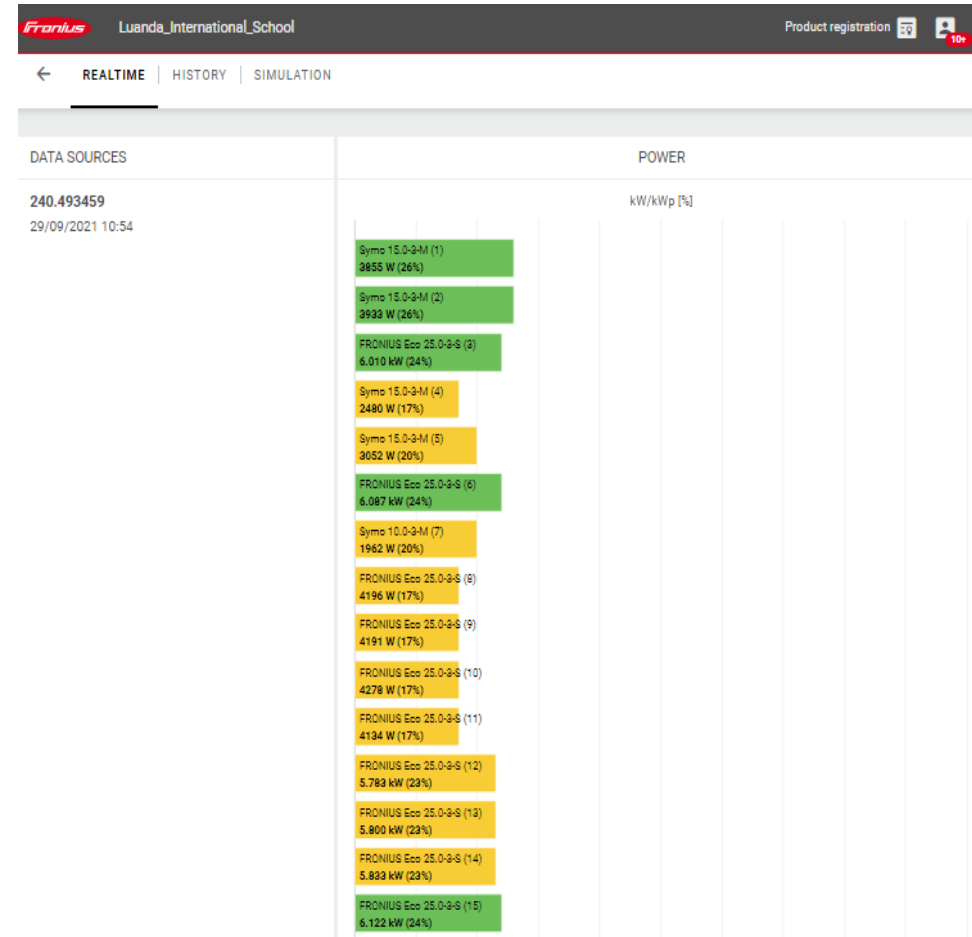 Fronius
Luanda_International_School
Product registration
10+
REALTIME
HISTORY
SIMULATION
DATA SOURCES
POWER
240.493459
29/09/2021 10:54
kW/kWp [%]
Symo 15.0-3-M (1)
3855 W (26%)
Symo 15.0-3-M (2)
3933 W (26%)
FRONIUS Eco 25.0-3-S (3)
6.010 kW (24%)
Symo 15.0-3-M (4)
2480 W (17%)
Symo 15.0-3-M (5)
3052 W (20%)
FRONIUS Eco 25.0-3-S (6)
6.087 kW (24%)
Symo 10.0-3-M (7)
1962 W (20%)
FRONIUS Eco 25.0-3-S (8)
4196 W (17%)
FRONIUS Eco 25.0-3-S (9)
4191 W (17%)
FRONIUS Eco 25.0-3-S (10)
4278 W (17%)
FRONIUS Eco 25.0-3-S (11)
4134 W (17%)
FRONIUS Eco 25.0-3-S (12)
5.783 kW (23%)
FRONIUS Eco 25.0-3-S (13)
5.800 kW (23%)
FRONIUS Eco 25.0-3-S (14)
5.833 kW (23%)
FRONIUS Eco 25.0-3-S (15)
6.122 kW (24%)